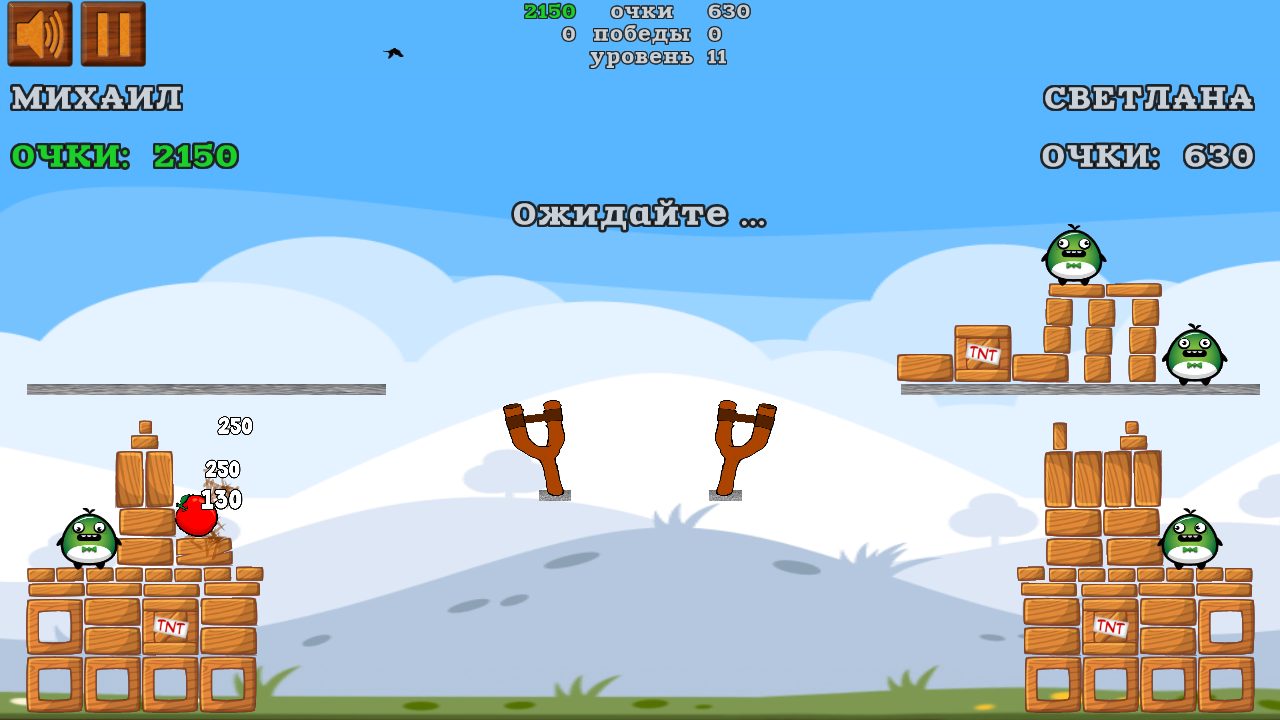 2150 очки 630
0 победы 0
уровень 11
МИХАИЛ
СВЕТЛАНА
ОЧКИ: 2150
ОЧКИ: 630
Ожидайте ...
TNT
250
250
130
TNT
TNT